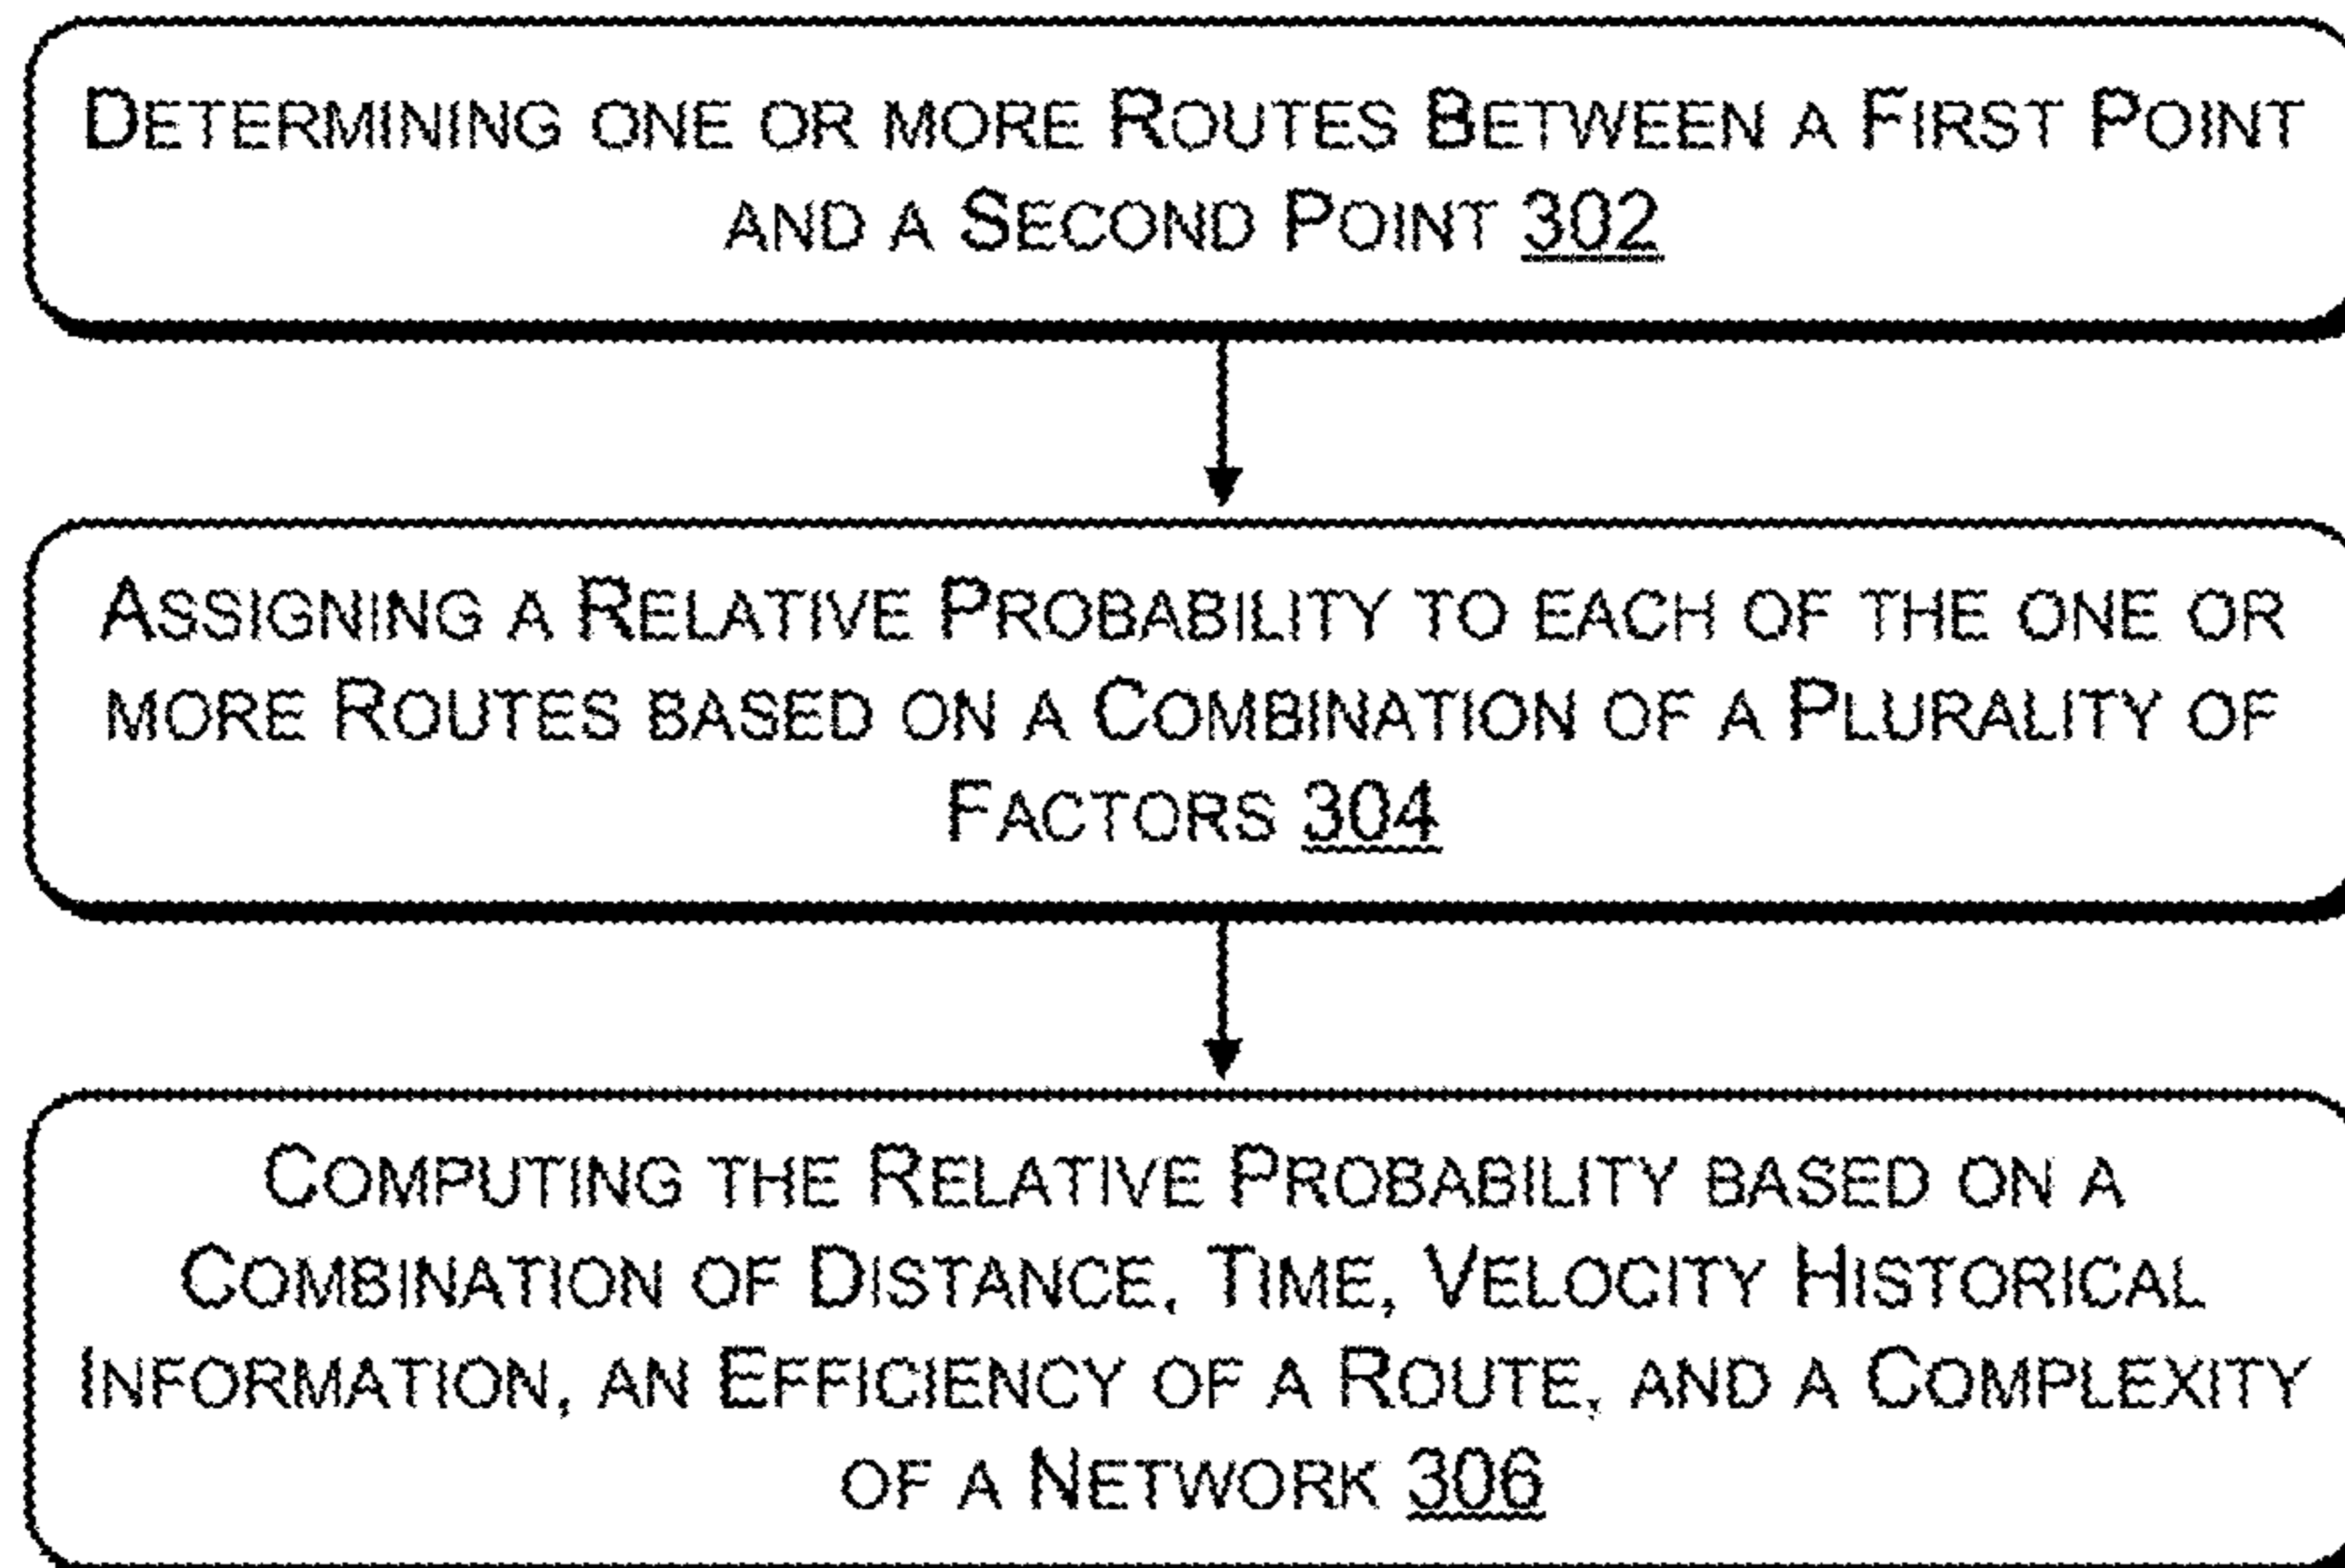 DETERMINING ONE OR MORE ROUTES BETWEEN A FIRST POINT
AND A SECOND POINT 302
ASSIGNING A RELATIVE PROBABILITY TO EACH OF THE ONE OR
MORE ROUTES BASED ON A COMBINATION OF A PLURALITY OF
FACTORS 304
COMPUTING THE RELATIVE PROBABILITY BASED ON A
COMBINATION OF DISTANCE, TIME, VELOCITY HISTORICAL
INFORMATION, AN EFFICIENCY OF A ROUTE, AND A COMPLEXITY
OF A NETWORK 306